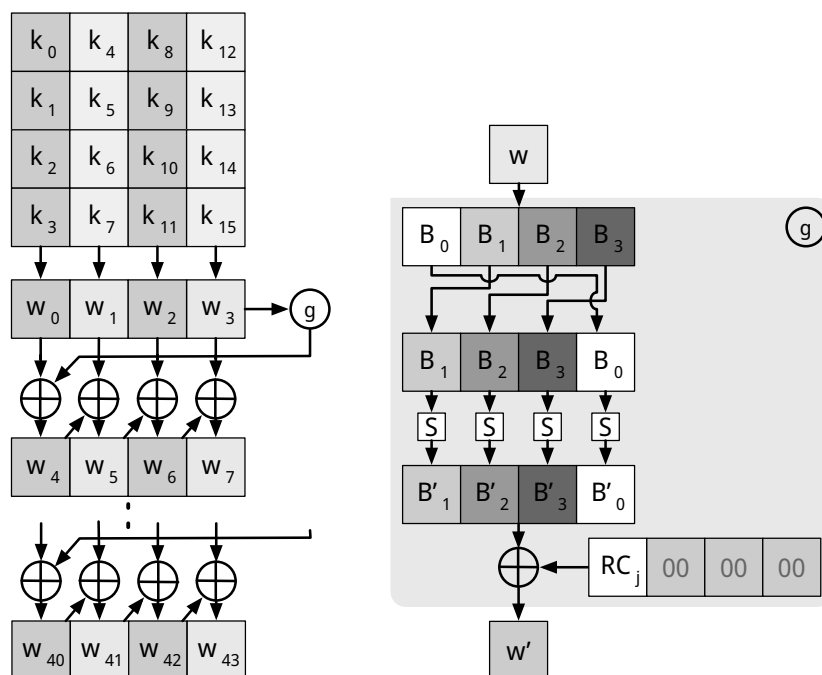 k0 k4 k8 k12
k1 k5 k9 k13
k2 k6 k10 k14
k3 k7 k11 k15
w0 w1 w2 w3 g
w4 w5 w6 w7
w40 w41 w42 w43
w
g
B0 B1 B2 B3
B1 B2 B3 B0
S S S S
B'1 B'2 B'3 B'0
RCj 00 00 00
w'